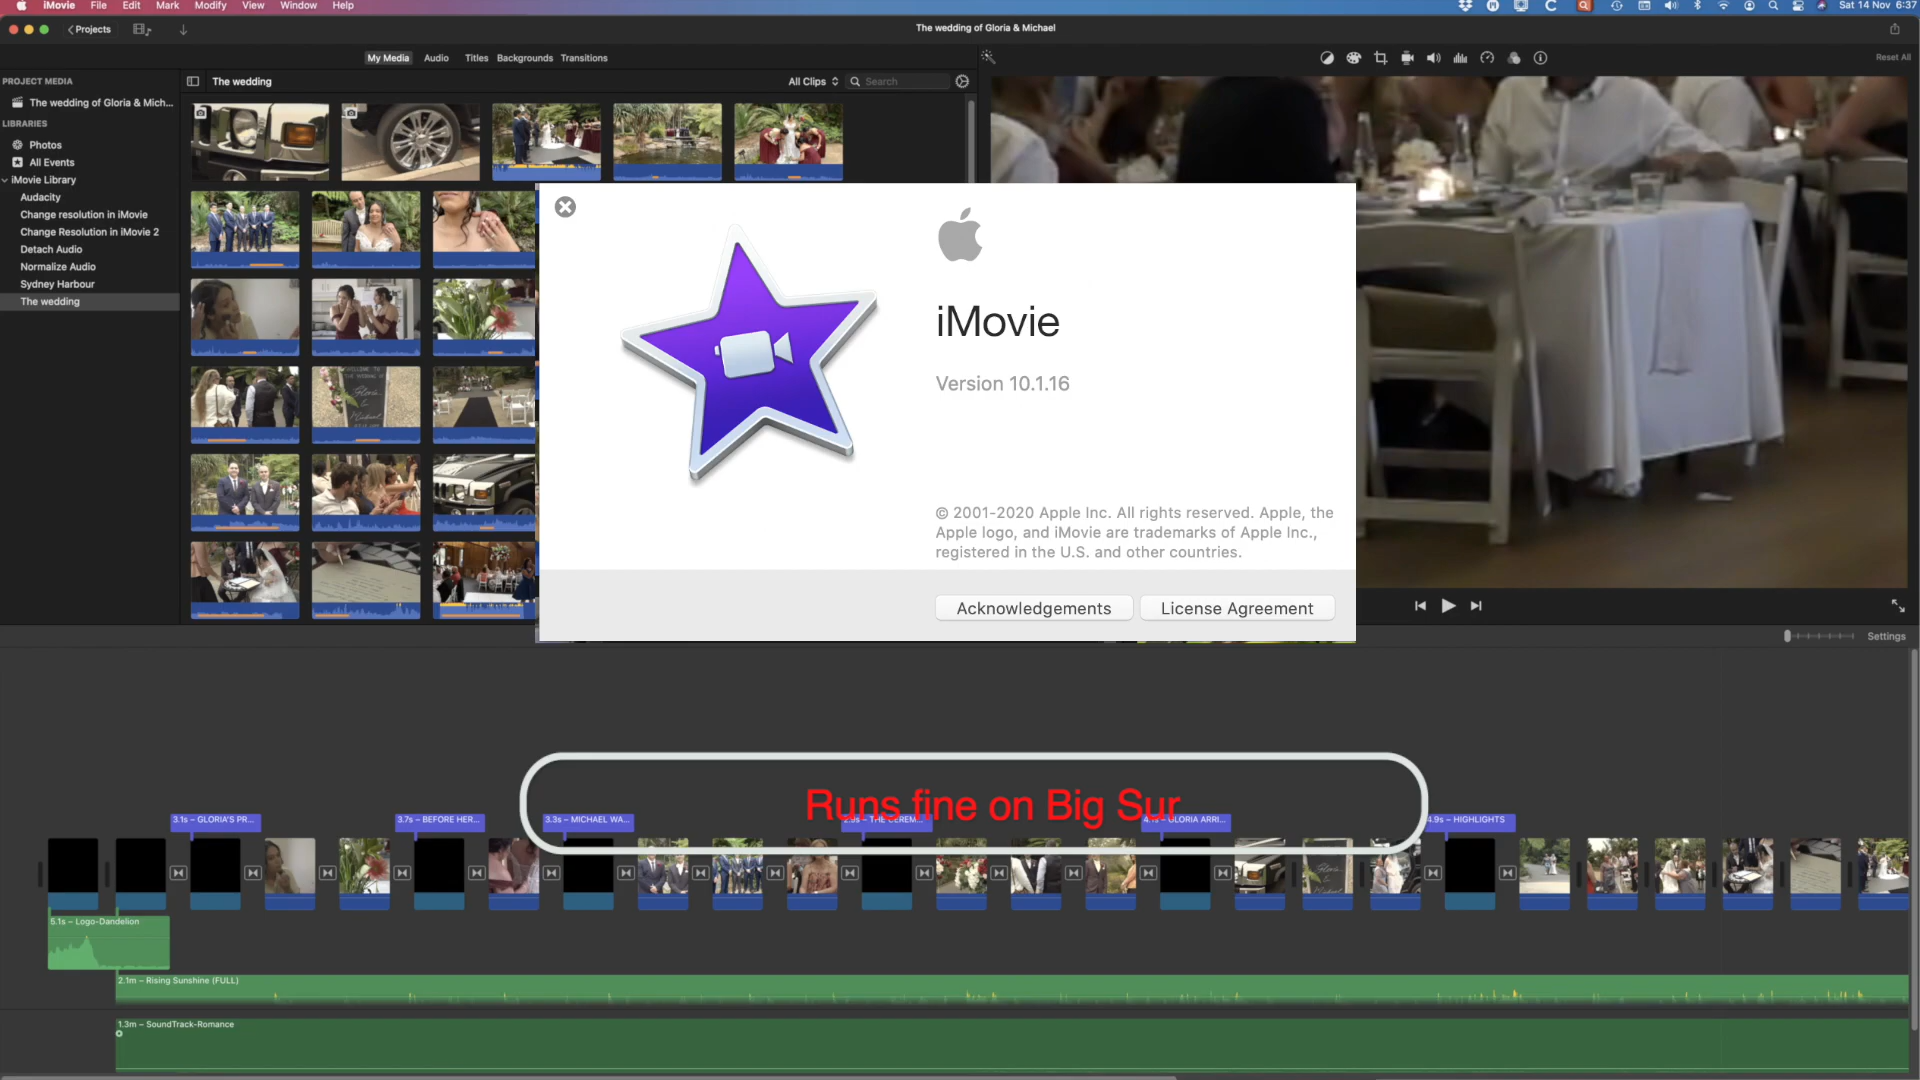 iMovie File Edit Mark Modify View Window Help
Sat 14 Nov 6:37
Projects
The wedding of Gloria & Michael
My Media Audio Titles Backgrounds Transitions
Reset All
PROJECT MEDIA
The wedding of Gloria & Mich...
LIBRARIES
Photos
All Events
iMovie Library
Audacity
Change resolution in iMovie
Change Resolution in iMovie 2
Detach Audio
Normalize Audio
Sydney Harbour
The wedding
The wedding
All Clips
Search
iMovie
Version 10.1.16
© 2001-2020 Apple Inc. All rights reserved. Apple, the
Apple logo, and iMovie are trademarks of Apple Inc.,
registered in the U.S. and other countries.
Acknowledgements
License Agreement
Settings
Runs fine on Big Sur
3.1s – GLORIA'S PR...
3.7s – BEFORE HER...
3.3s – MICHAEL WA...
THE CEREM...
GLORIA ARRI...
4.9s – HIGHLIGHTS
5.1s – Logo-Dandelion
2.1m – Rising Sunshine (FULL)
1.3m – SoundTrack-Romance